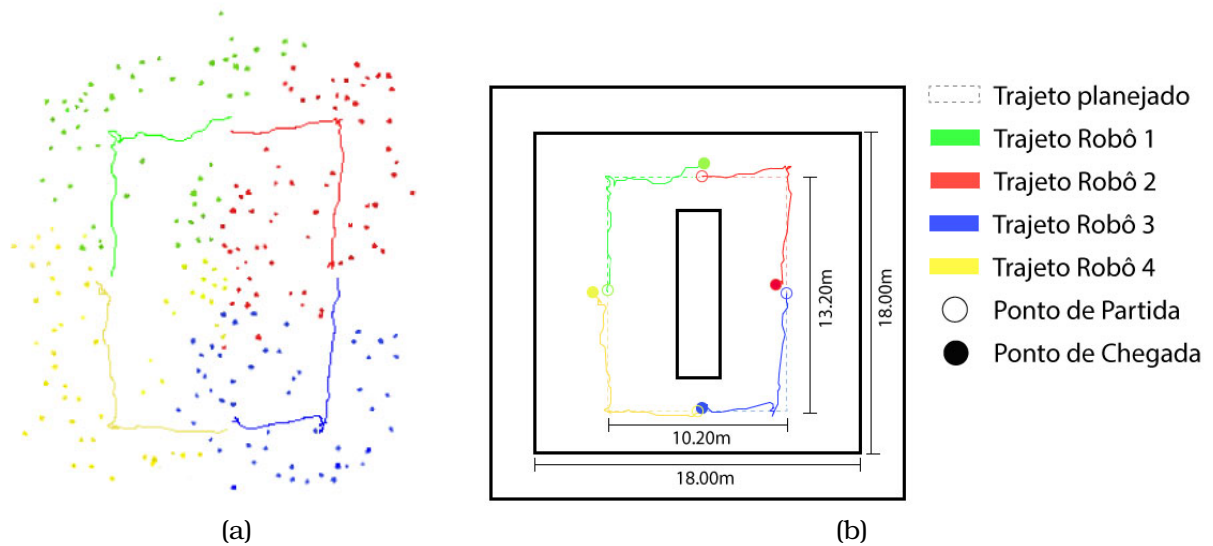 Trajeto planejado
Trajeto Robô 1
Trajeto Robô 2
Trajeto Robô 3
Trajeto Robô 4
Ponto de Partida
Ponto de Chegada
13.20m
18.00m
10.20m
18.00m
(a)
(b)